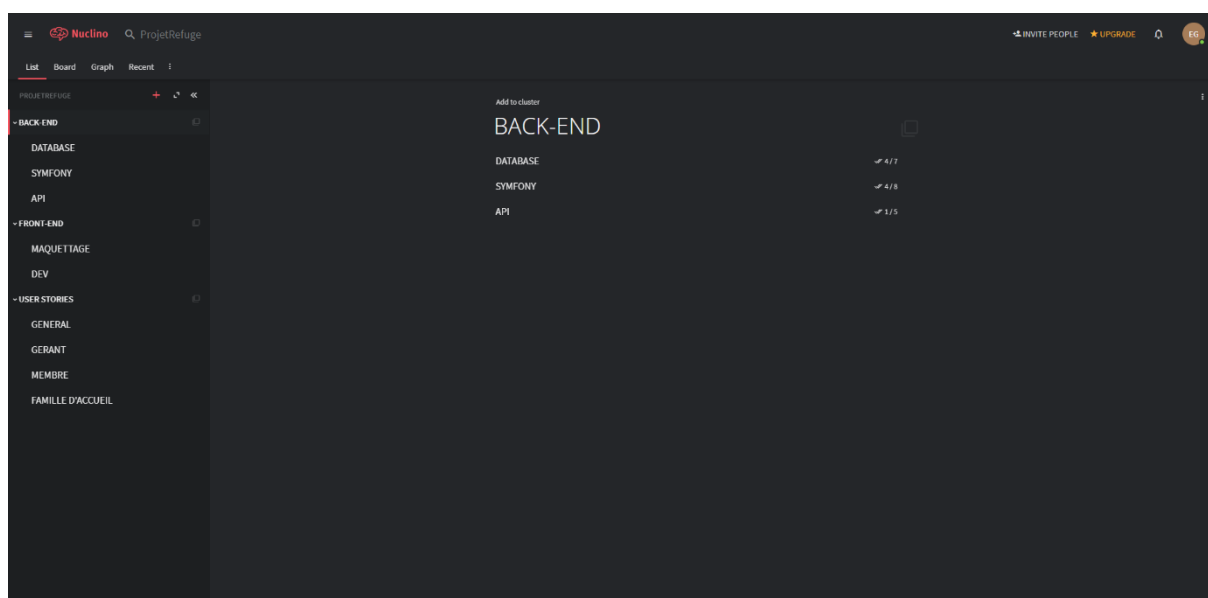 Nuclino ProjetRefuge INVITE PEOPLE UPGRADE EG
List Board Graph Recent
PROJETREFUGE
BACK-END
DATABASE
SYMFONY
API
FRONT-END
MAQUETTAGE
DEV
USER STORIES
GENERAL
GERANT
MEMBRE
FAMILLE D'ACCUEIL
Add to cluster
BACK-END
DATABASE 4/7
SYMFONY 4/8
API 1/5